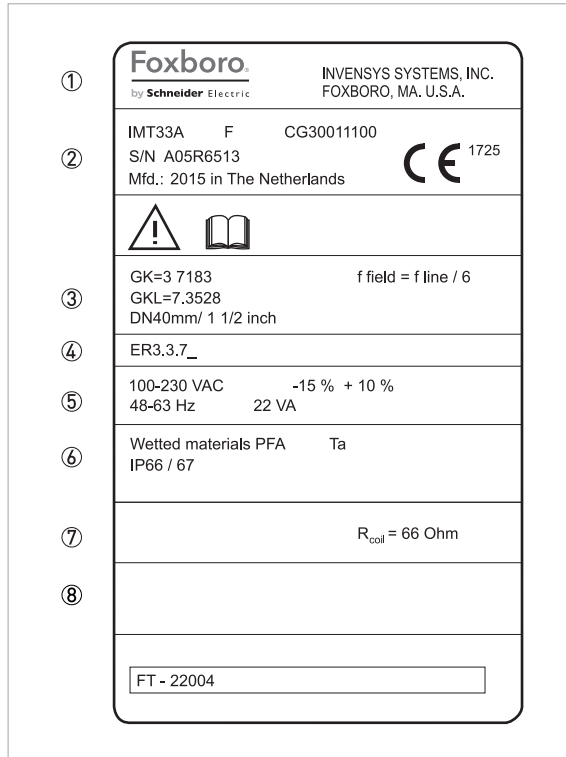 ① Foxboro® INVENSYS SYSTEMS, INC.
by Schneider Electric FOXBORO, MA. U.S.A.
IMT33A F CG30011100
② S/N A05R6513 CE 1725
Mfd.: 2015 in The Netherlands
!
GK=3 7183 f field = f line / 6
③ GKL=7.3528
DN40mm/ 1 1/2 inch
④ ER3.3.7_
⑤ 100-230 VAC -15 % + 10 %
48-63 Hz 22 VA
⑥ Wetted materials PFA Ta
IP66 / 67
⑦ Rcoil = 66 Ohm
⑧
FT - 22004